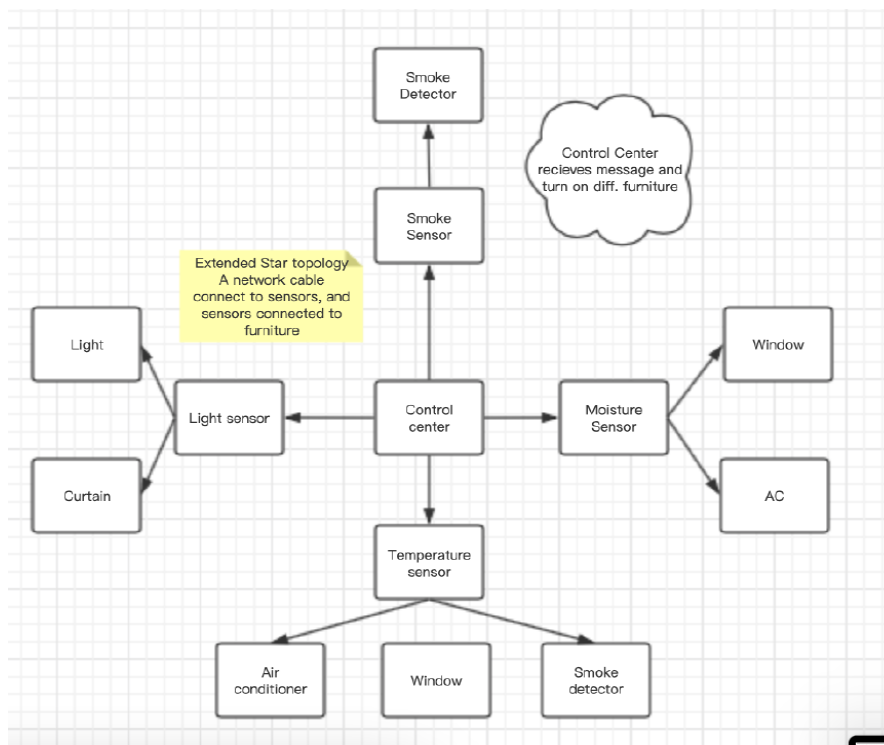 Smoke
Detector
Control Center
recieves message and
turn on diff. furniture
Smoke
Sensor
Extended Star topology
A network cable
connect to sensors, and
sensors connected to
furniture
Light
Window
Light sensor
Control
center
Moisture
Sensor
Curtain
AC
Temperature
sensor
Air
conditioner
Window
Smoke
detector